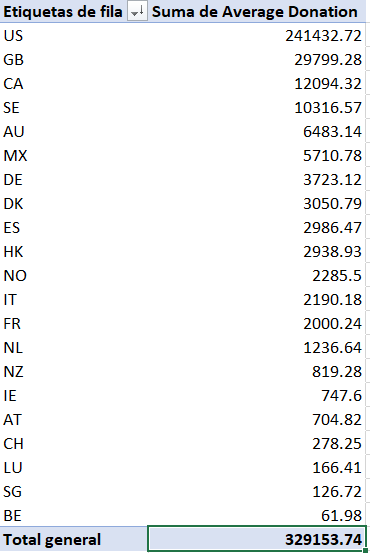 Etiquetas de fila Suma de Average Donation
US 241432.72
GB 29799.28
CA 12094.32
SE 10316.57
AU 6483.14
MX 5710.78
DE 3723.12
DK 3050.79
ES 2986.47
HK 2938.93
NO 2285.5
IT 2190.18
FR 2000.24
NL 1236.64
NZ 819.28
IE 747.6
AT 704.82
CH 278.25
LU 166.41
SG 126.72
BE 61.98
Total general 329153.74